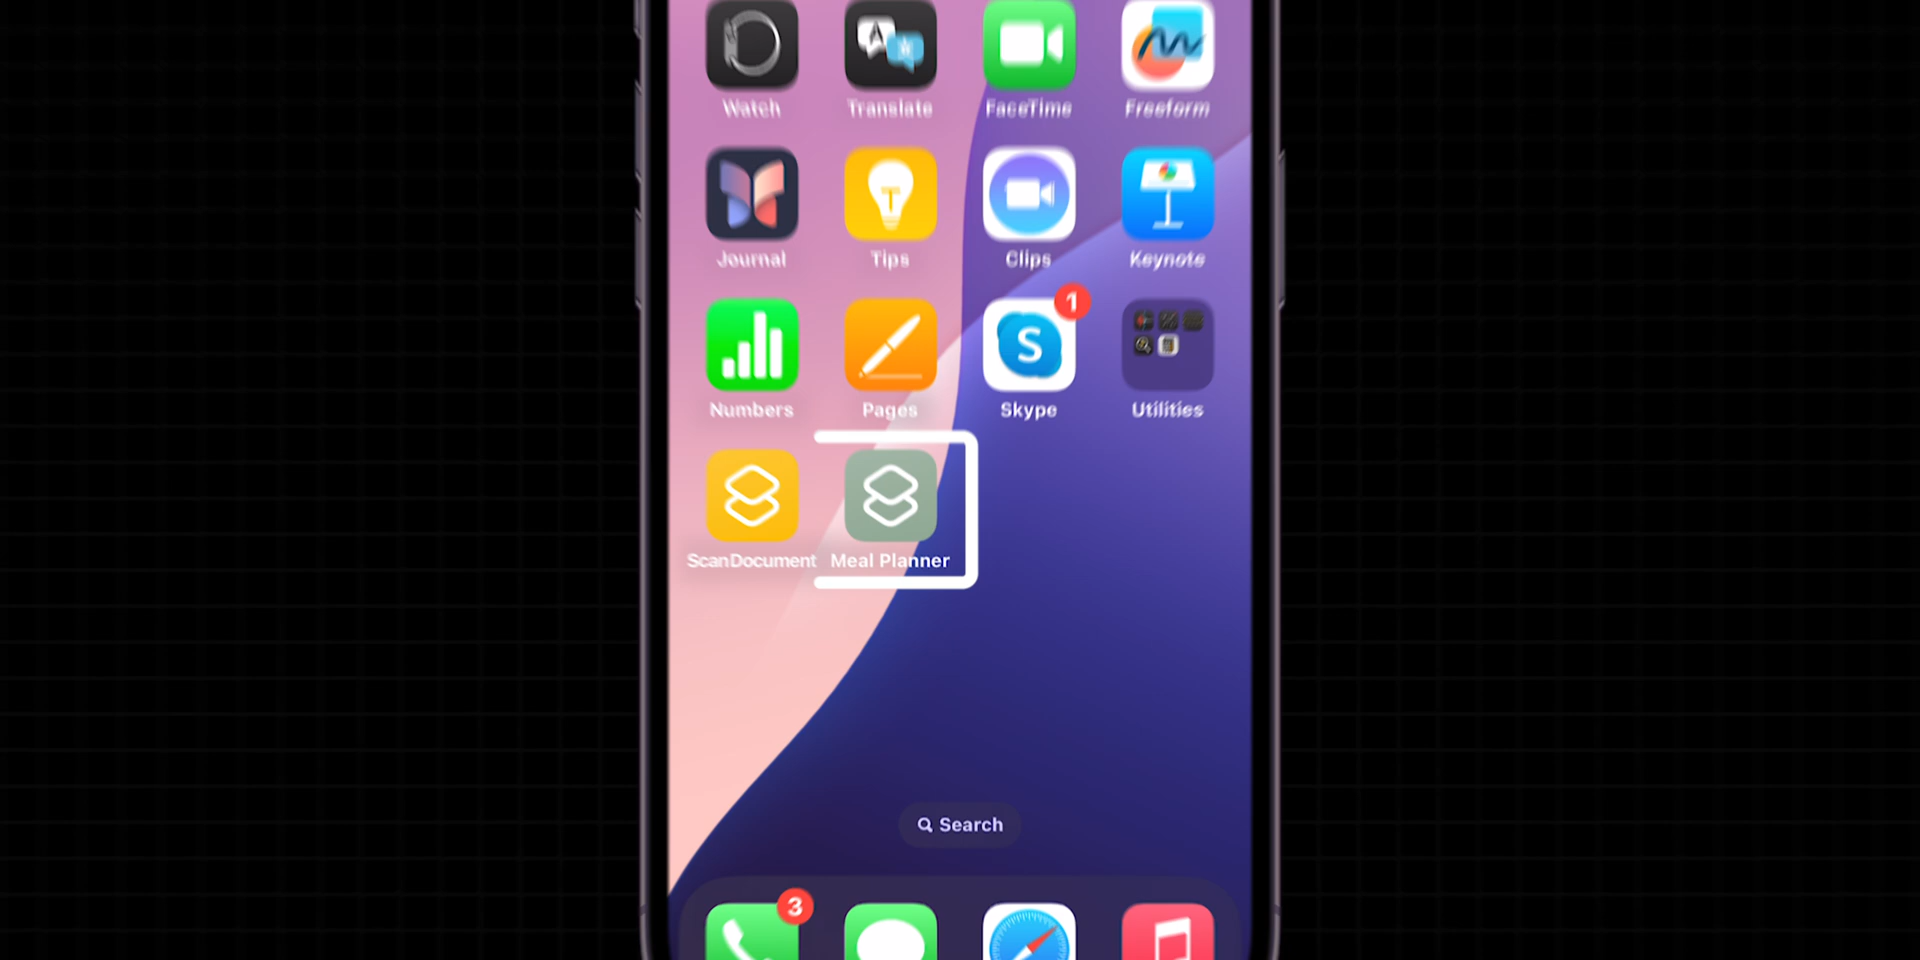 Watch Translate FaceTime Freeform
Journal Tips Clips Keynote
1
Numbers Pages Skype Utilities
ScanDocument Meal Planner
Search
3